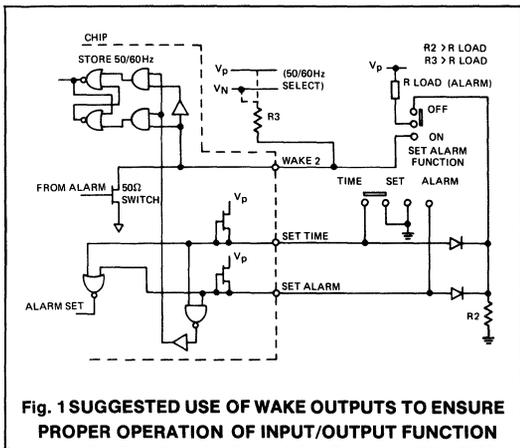 CHIP
STORE 50/60Hz
Vp
(50/60Hz
VN
SELECT)
R3
R2 > R LOAD
R3 > R LOAD
Vp
R LOAD (ALARM)
OFF
ON
SET ALARM
FUNCTION
WAKE 2
FROM ALARM
50Ω
SWITCH
TIME SET ALARM
Vp
SET TIME
Vp
SET ALARM
ALARM SET
R2
Fig. 1 SUGGESTED USE OF WAKE OUTPUTS TO ENSURE
PROPER OPERATION OF INPUT/OUTPUT FUNCTION